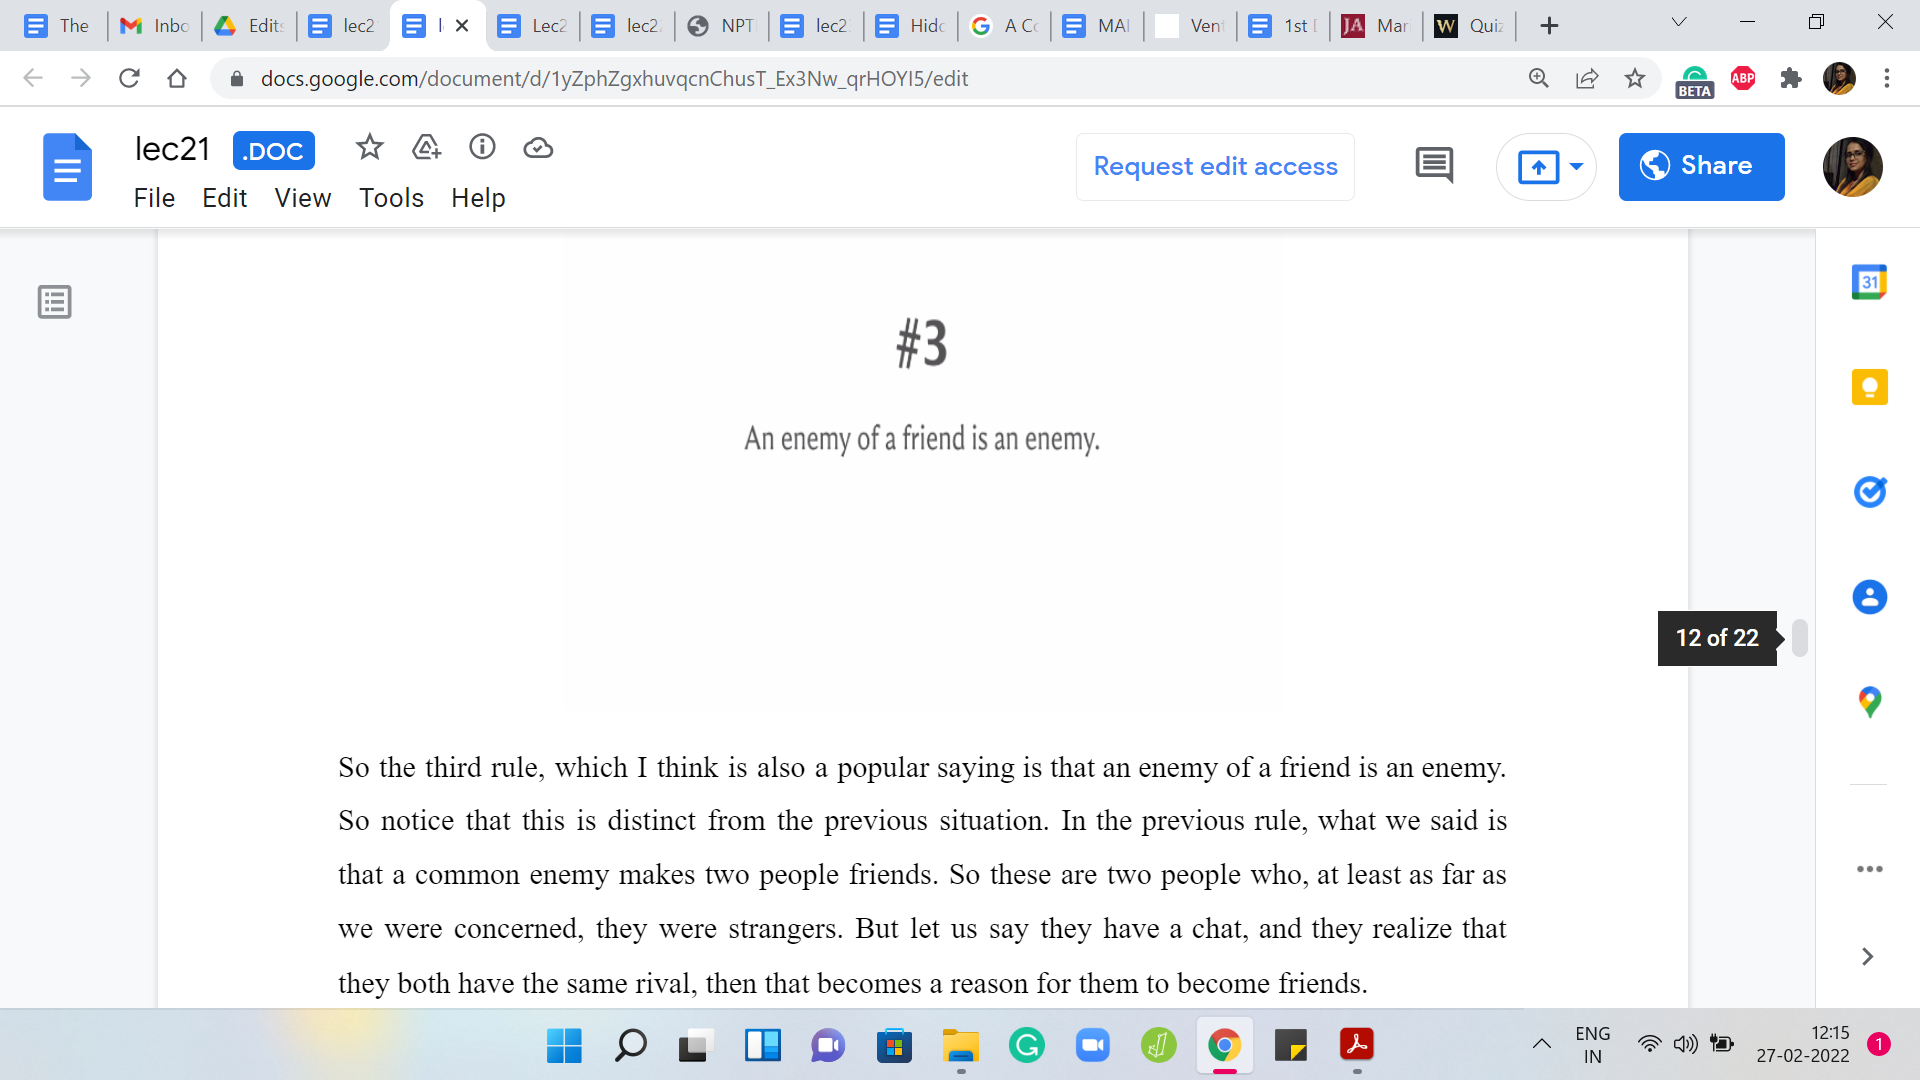 The
Inbo
Edits
lec2
l
Lec2
lec2
NPT
lec2
Hidd
A Co
MAI
Vent
1st D
JA
Mar
W
Quiz
docs.google.com/document/d/1yZphZgxhuvqcnChusT_Ex3Nw_qrHOYI5/edit
BETA
ABP
lec21
.DOC
Request edit access
Share
File
Edit
View
Tools
Help
31
#3
An enemy of a friend is an enemy.
12 of 22
So the third rule, which I think is also a popular saying is that an enemy of a friend is an enemy.
So notice that this is distinct from the previous situation. In the previous rule, what we said is
that a common enemy makes two people friends. So these are two people who, at least as far as
we were concerned, they were strangers. But let us say they have a chat, and they realize that
they both have the same rival, then that becomes a reason for them to become friends.
ENG
IN
12:15
27-02-2022
1